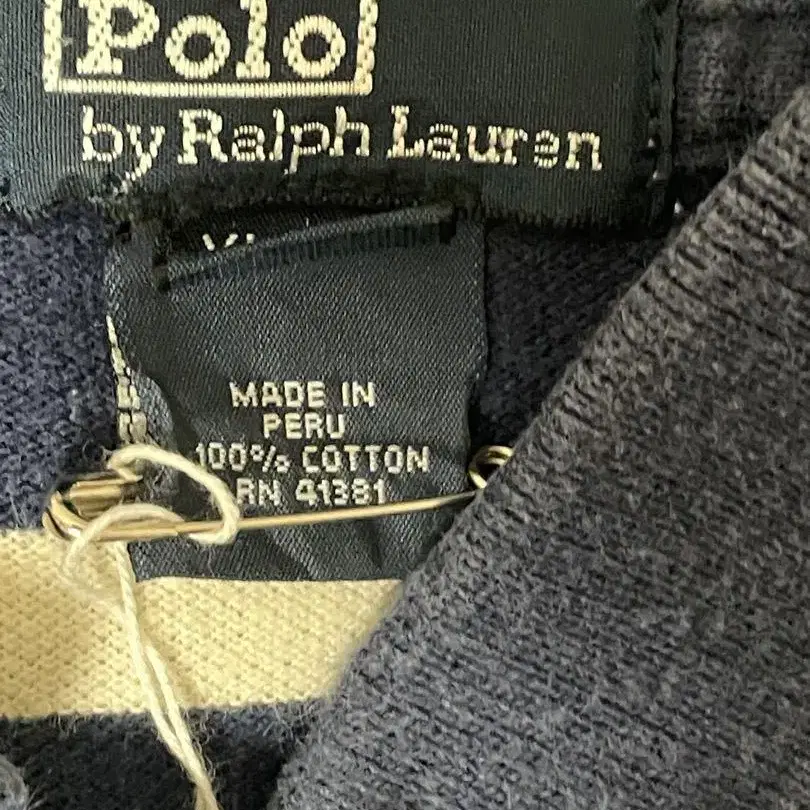 Polo
by Ralph Lauren
MADE IN
PERU
100% COTTON
RN 41381